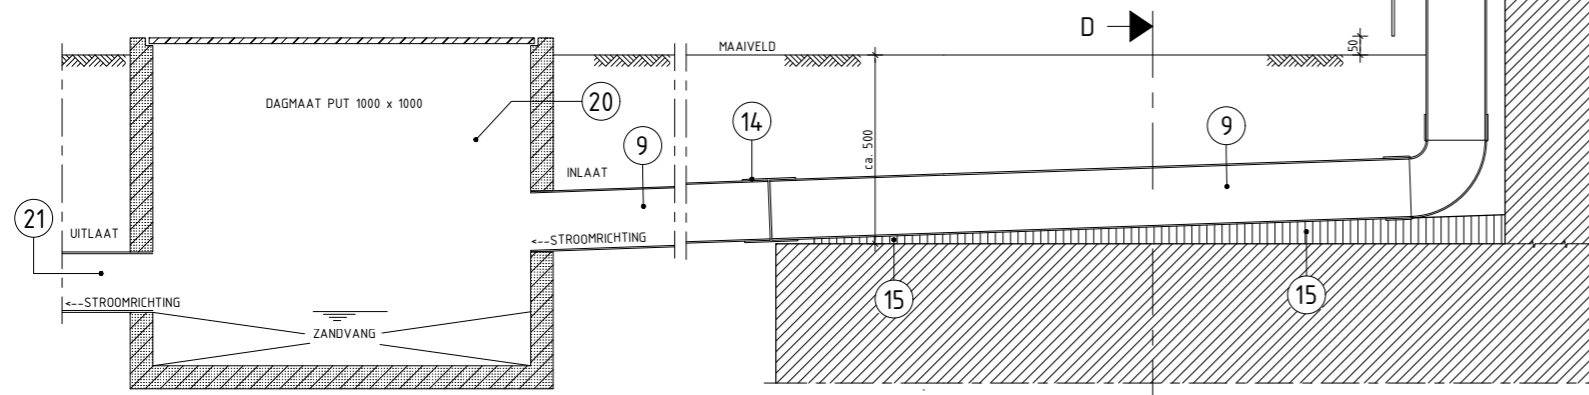 D
50
MAAIVELD
DAGMAAT PUT 1000 x 1000
20
14
9
9
ca. 500
INLAAT
21
UITLAAT
<--STROOMRICHTING
<--STROOMRICHTING
15
15
ZANDVANG